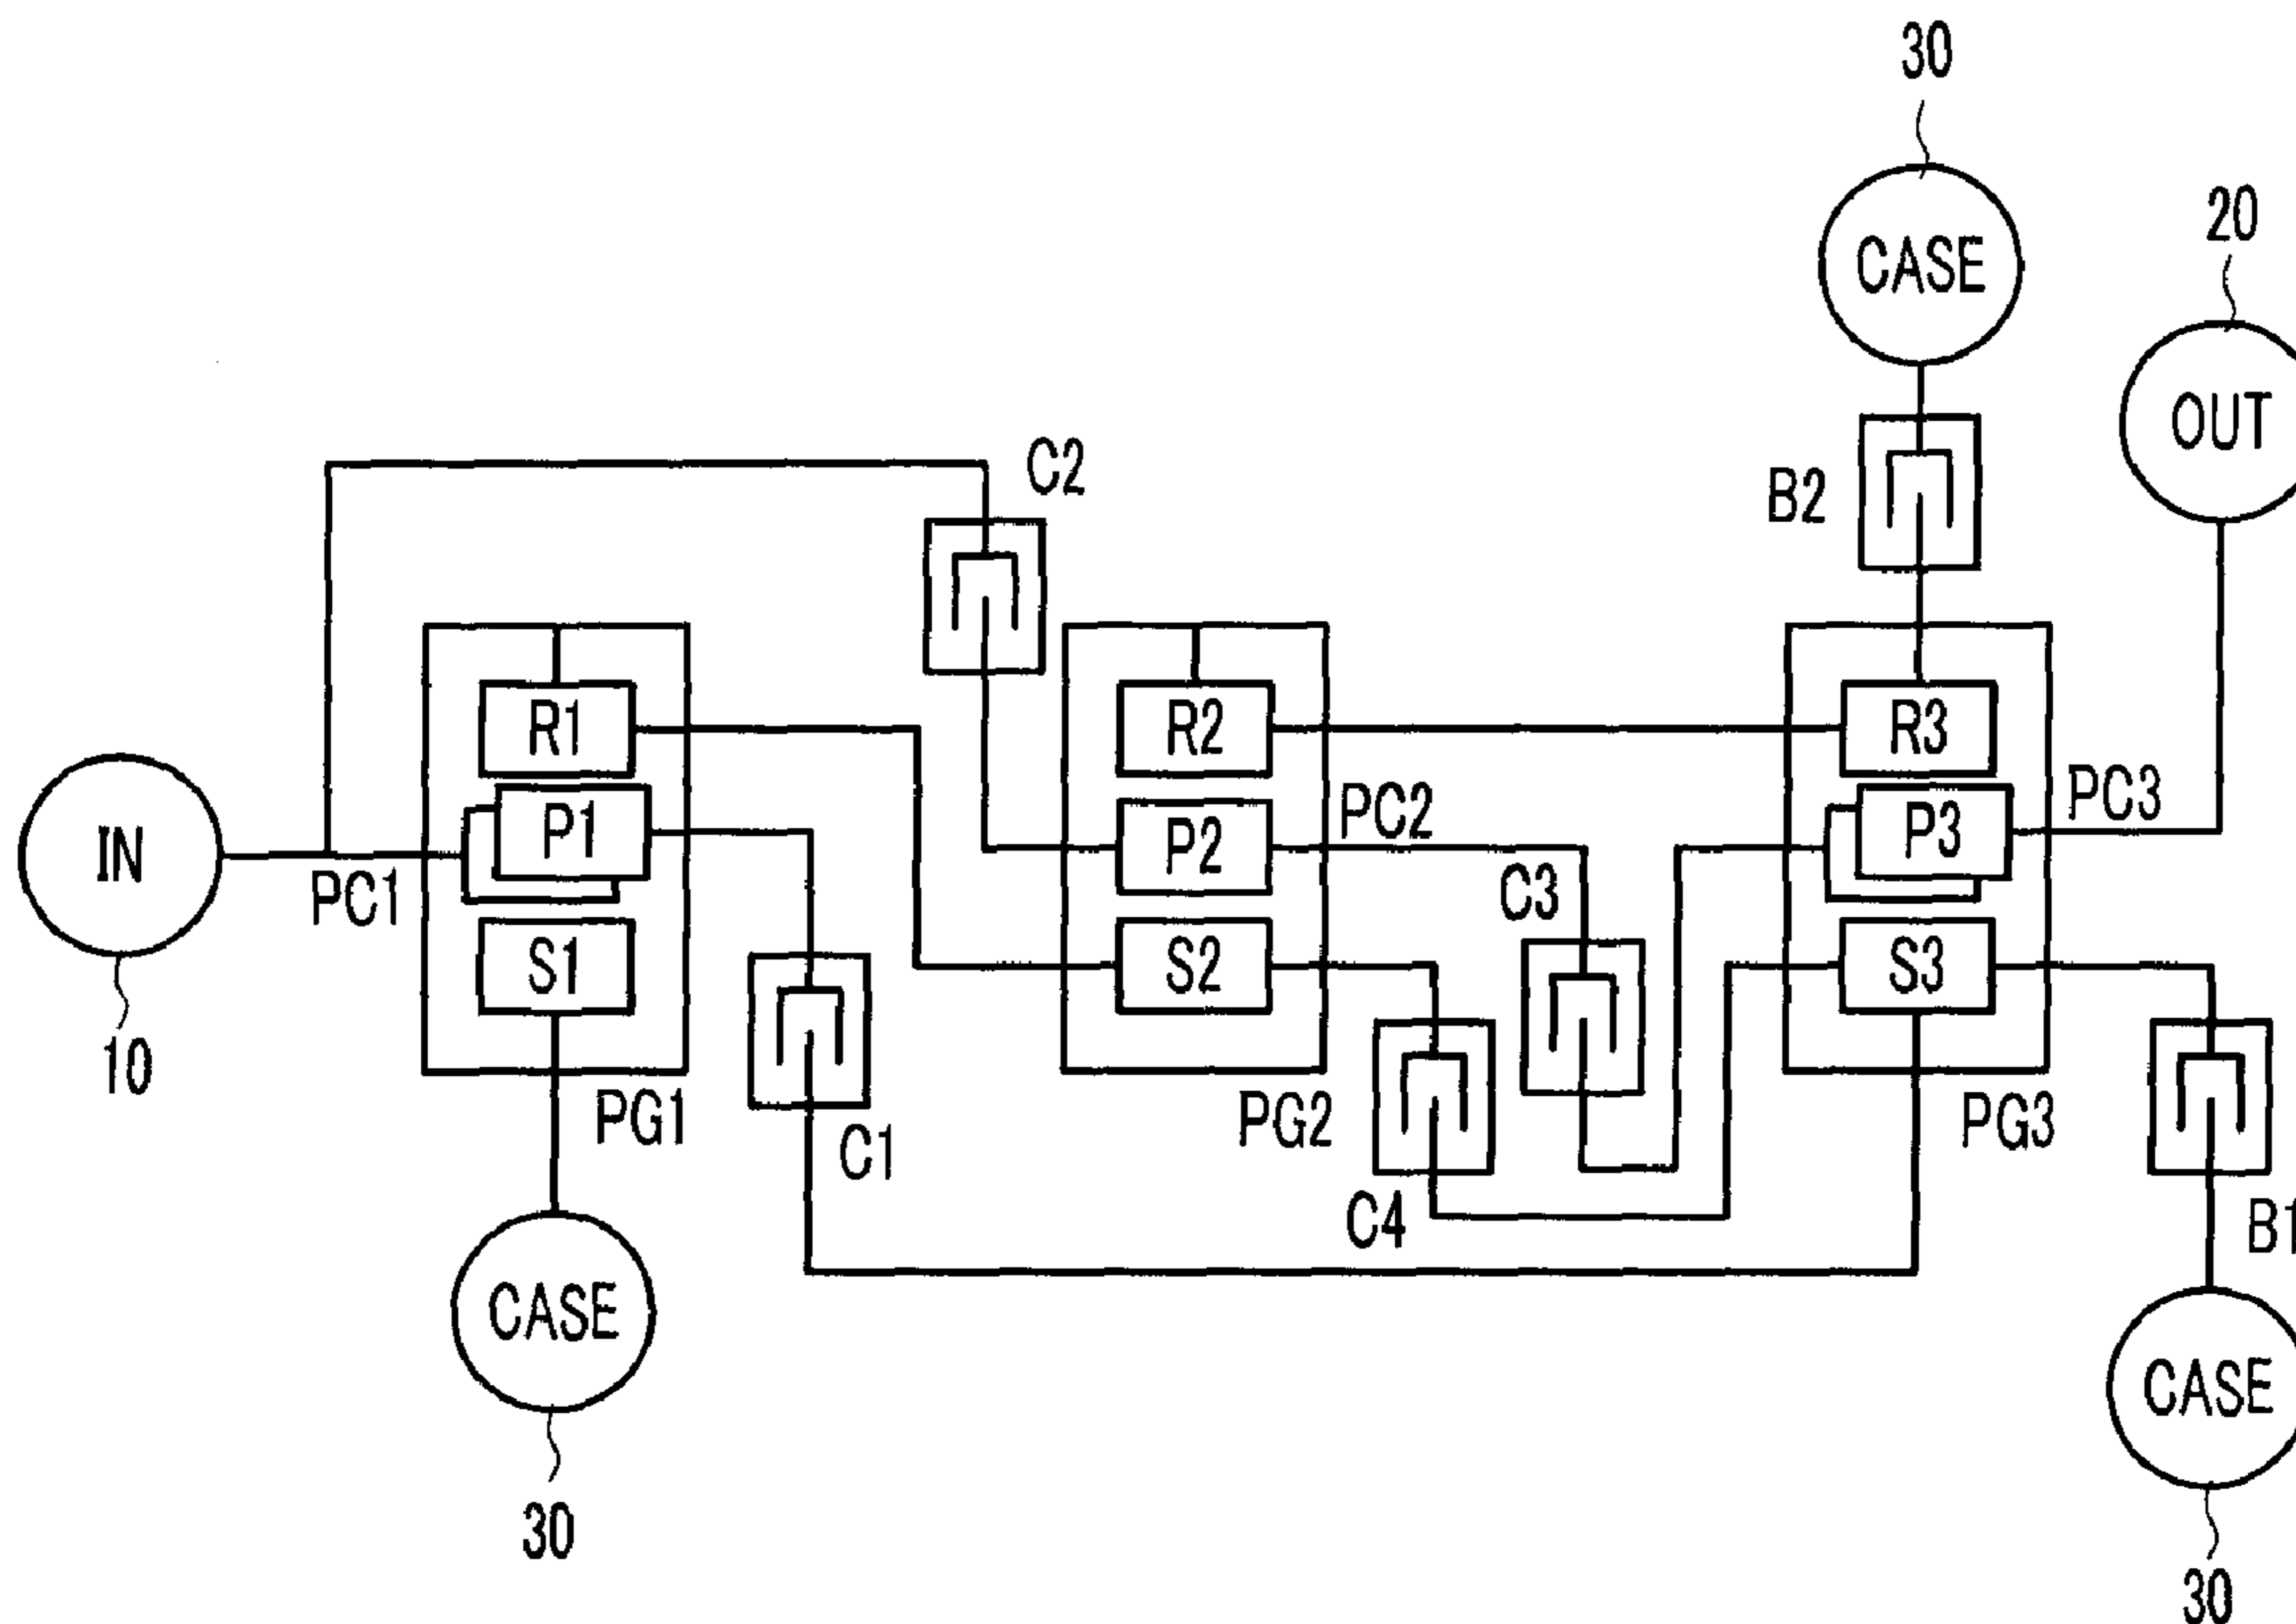 30
CASE
20
OUT
B2
C2
R1
R2
R3
PC3
PC2
P1
P2
P3
IN
PC1
C3
S1
S2
S3
10
PG1
C1
PG2
PG3
C4
B1
CASE
CASE
30
30